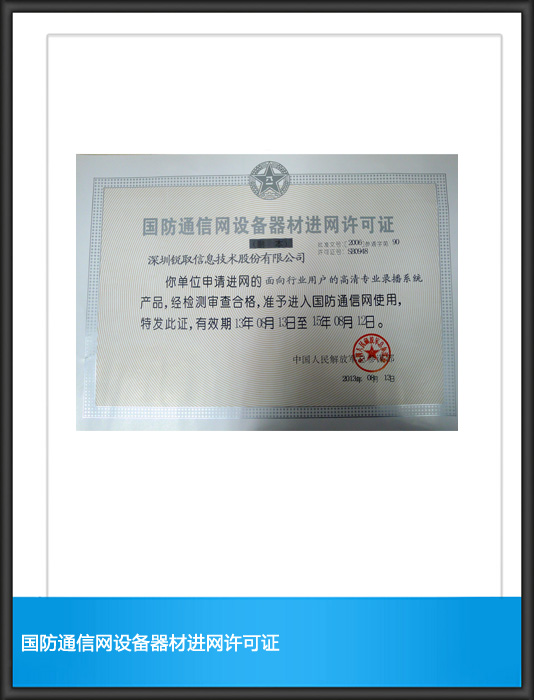 国防通信网设备器材进网许可证
批准文号:[2006]参通字第 90
许可证号: SB0948
深圳锐取信息技术股份有限公司
你单位申请进网的 面向行业用户的高清专业录播系统
产品,经检测审查合格,准予进入国防通信网使用,
特发此证,有效期 13年 08月 13日至 15年 08月 12日。
中国人民解放军
2013年 08月 13日
国防通信网设备器材进网许可证